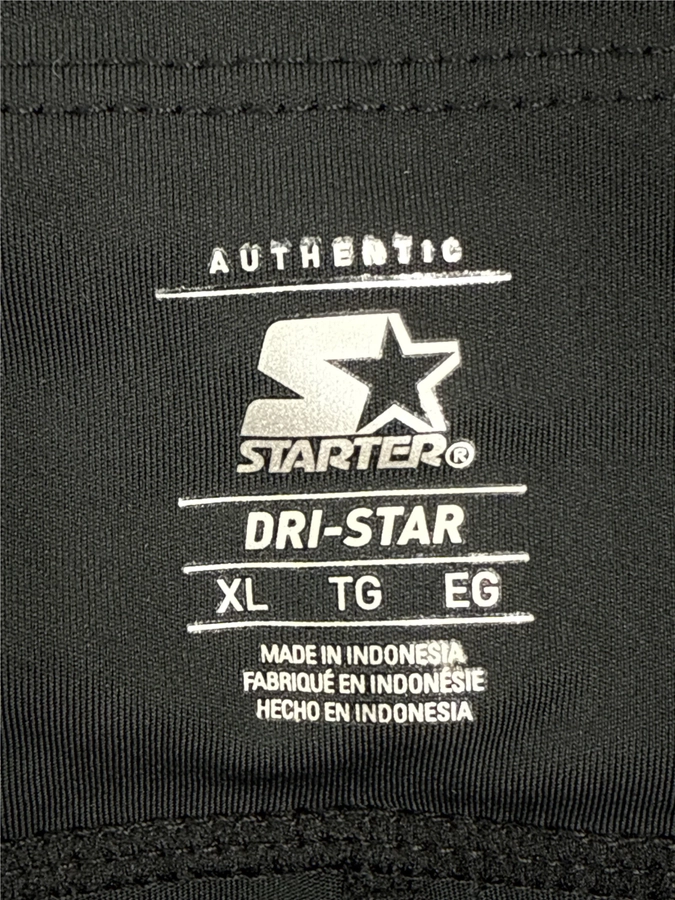 AUTHENTIC
STARTER®
DRI-STAR
XL TG EG
MADE IN INDONESIA
FABRIQUÉ EN INDONÉSIE
HECHO EN INDONESIA